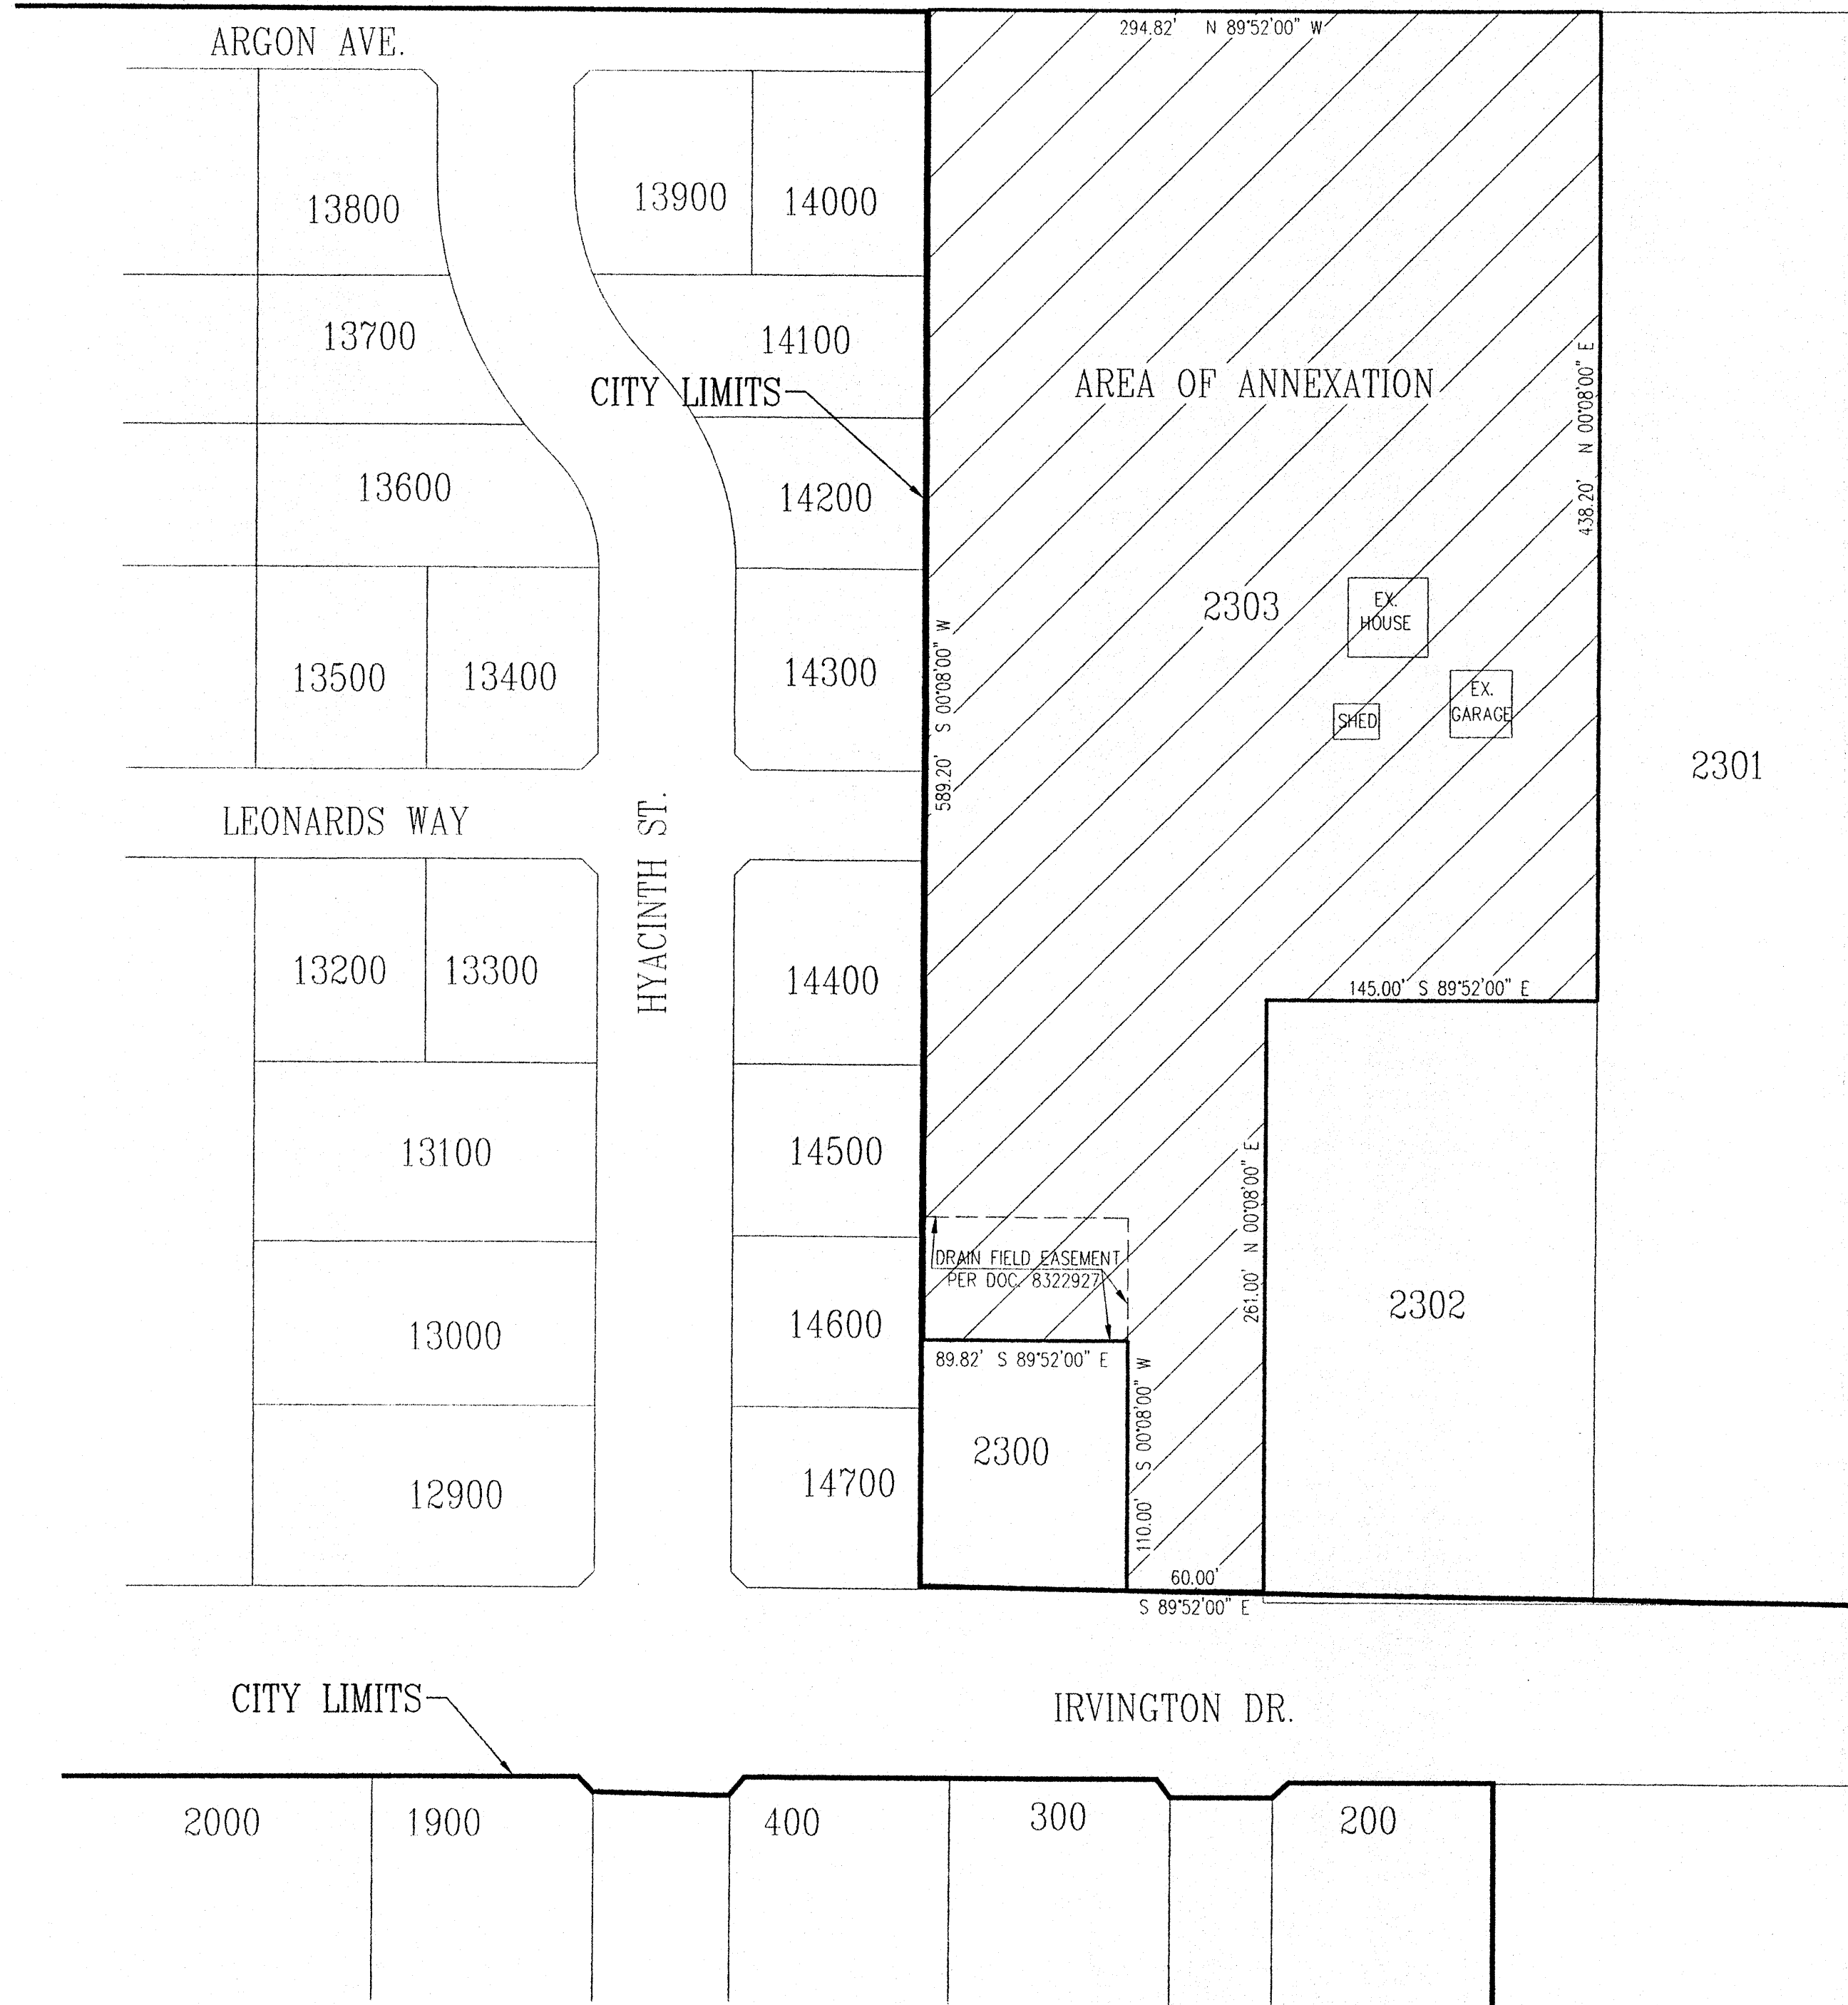 294.82' N 89°52'00" W
ARGON AVE.
13800
13900
14000
13700
14100
CITY LIMITS
AREA OF ANNEXATION
438.20' N 00°08'00" E
13600
14200
2303
EX.
HOUSE
13500
13400
14300
589.20' S 00°08'00" W
SHED
EX.
GARAGE
2301
LEONARDS WAY
HYACINTH ST.
13200
13300
14400
145.00' S 89°52'00" E
13100
14500
261.00' N 00°08'00" E
DRAIN FIELD EASEMENT
PER DOC. 8322927
2302
13000
14600
89.82' S 89°52'00" E
110.00' S 00°08'00" W
2300
12900
14700
60.00'
S 89°52'00" E
CITY LIMITS
IRVINGTON DR.
2000
1900
400
300
200